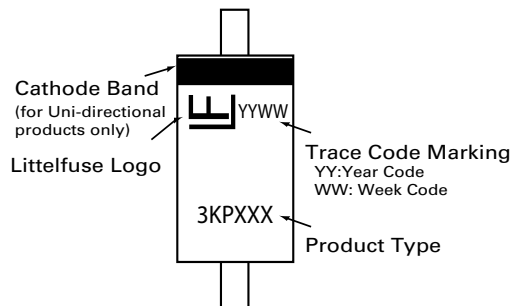 Cathode Band
(for Uni-directional
products only)
Littelfuse Logo
YYWW
Trace Code Marking
YY:Year Code
WW: Week Code
3KPXXX
Product Type